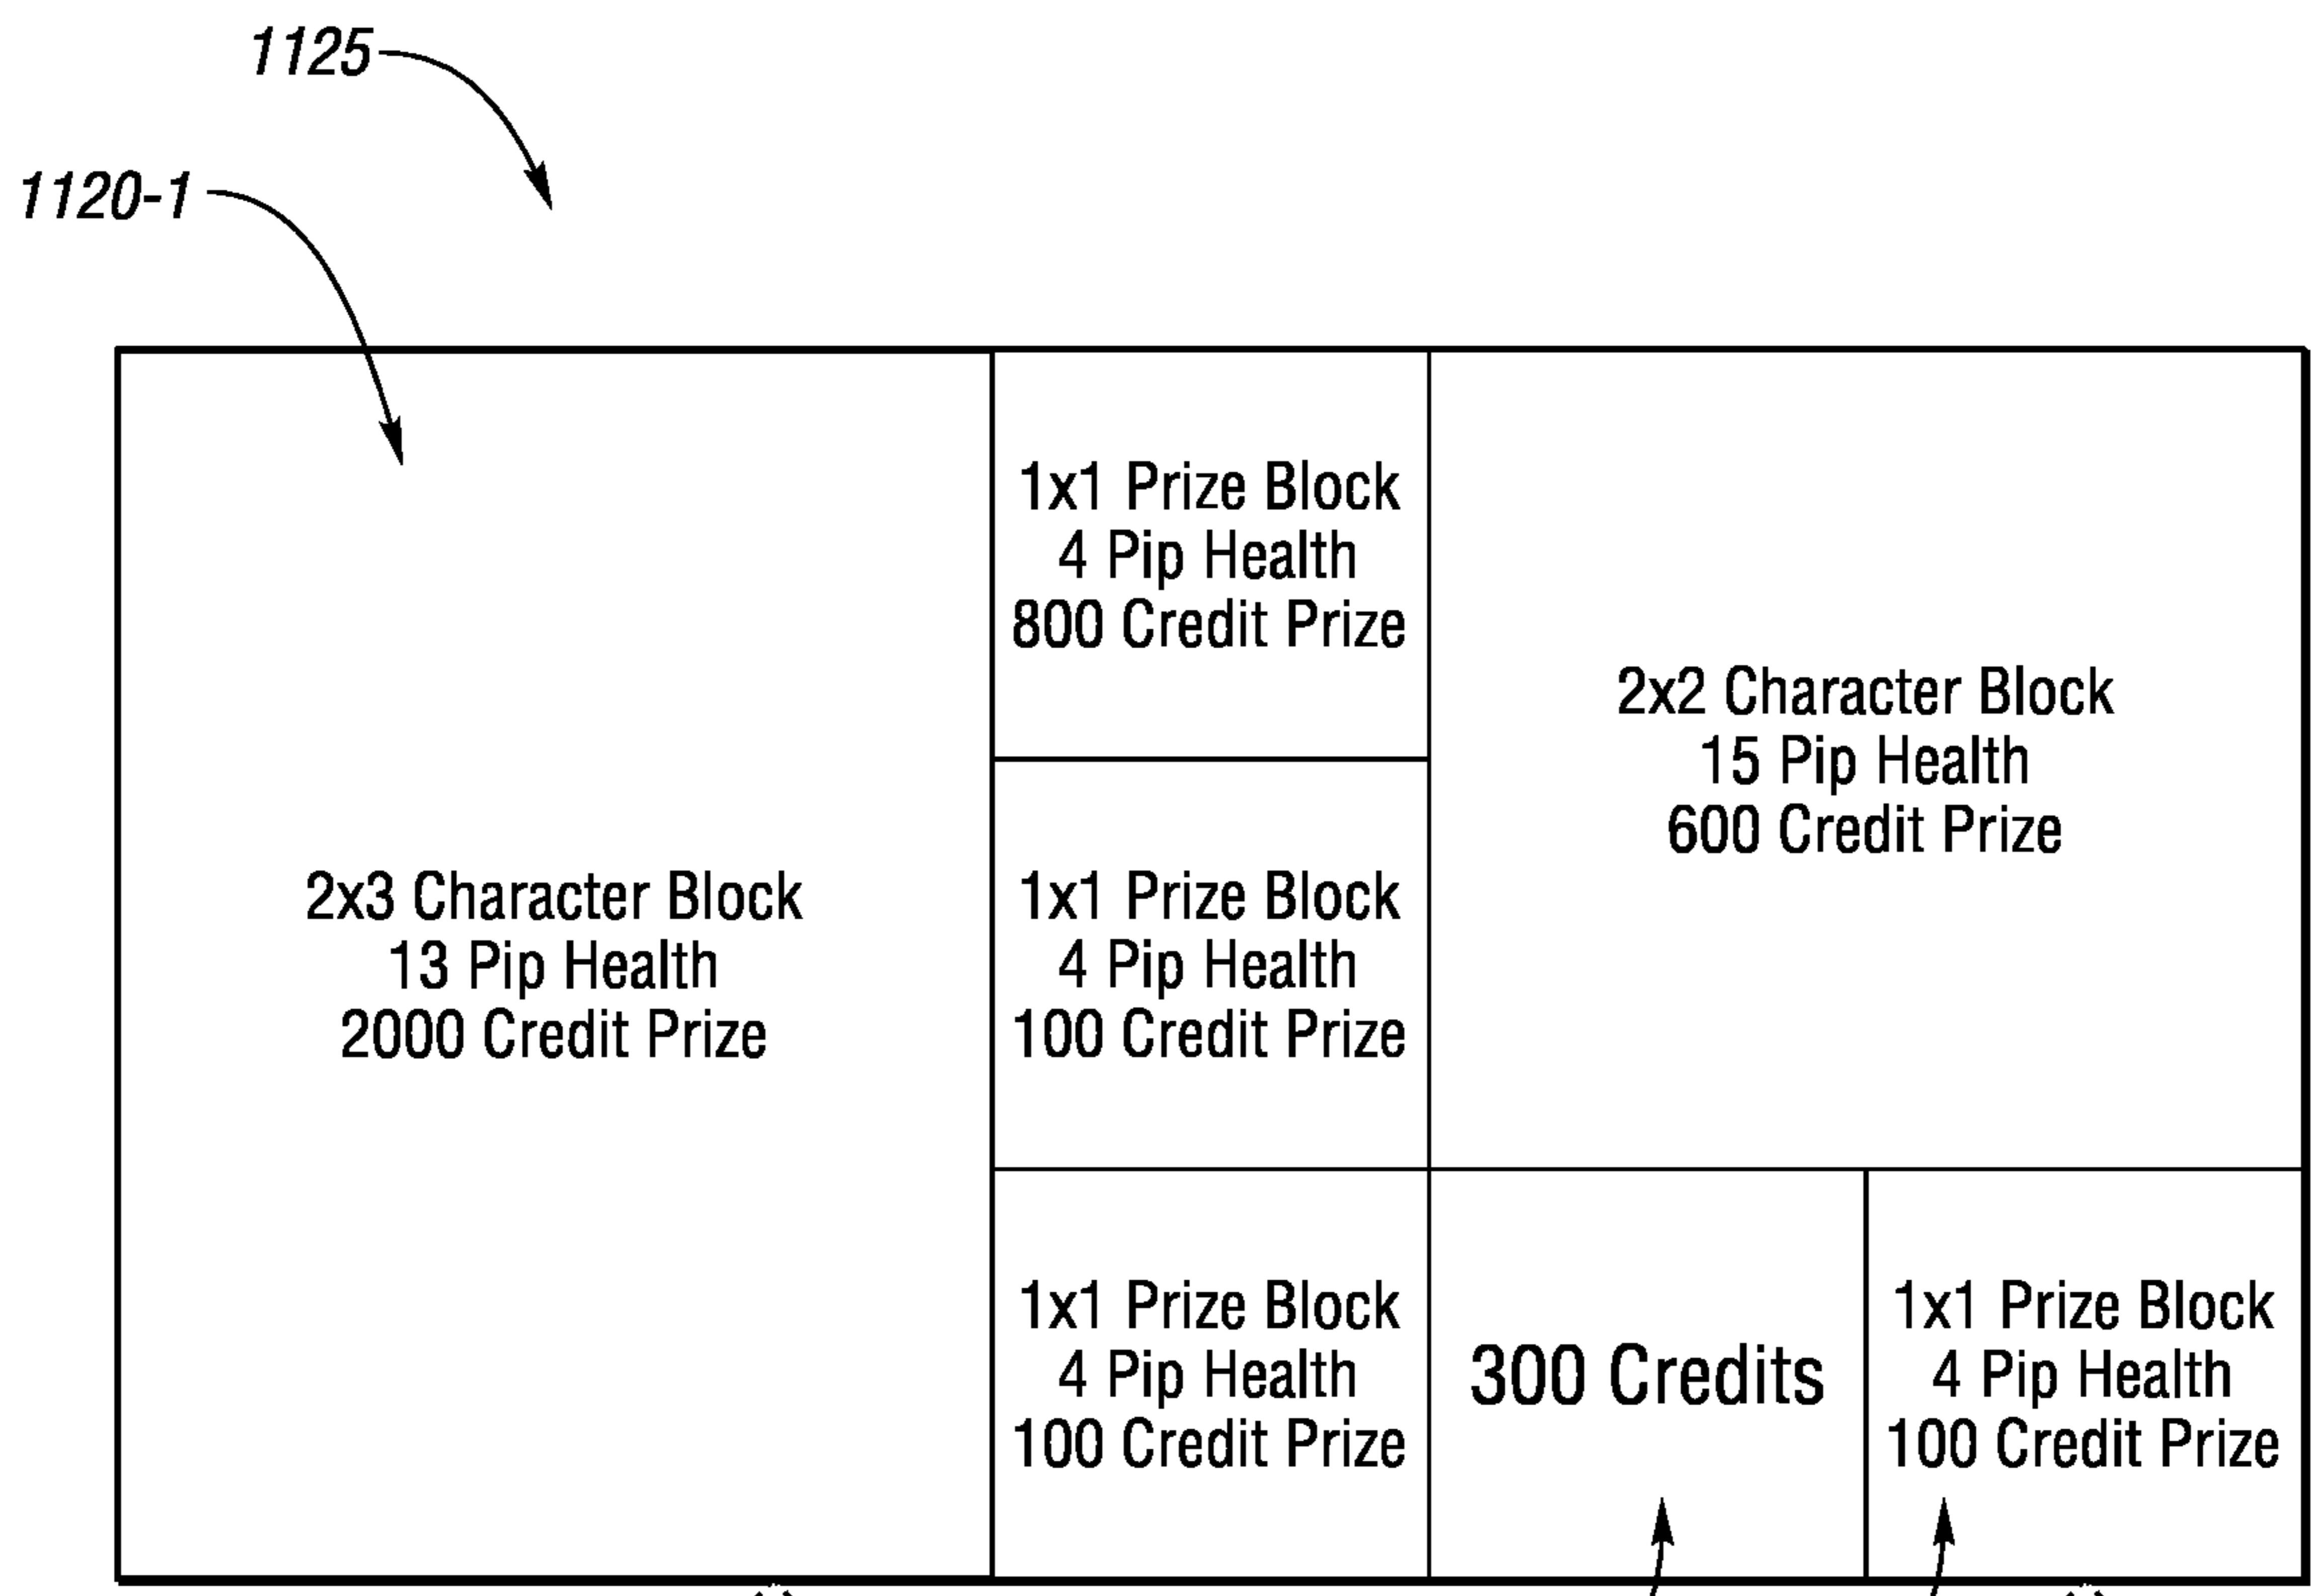 1125
1120-1
1x1 Prize Block
4 Pip Health
800 Credit Prize
2x2 Character Block
15 Pip Health
600 Credit Prize
2x3 Character Block
13 Pip Health
2000 Credit Prize
1x1 Prize Block
4 Pip Health
100 Credit Prize
1x1 Prize Block
4 Pip Health
100 Credit Prize
300 Credits
1x1 Prize Block
4 Pip Health
100 Credit Prize